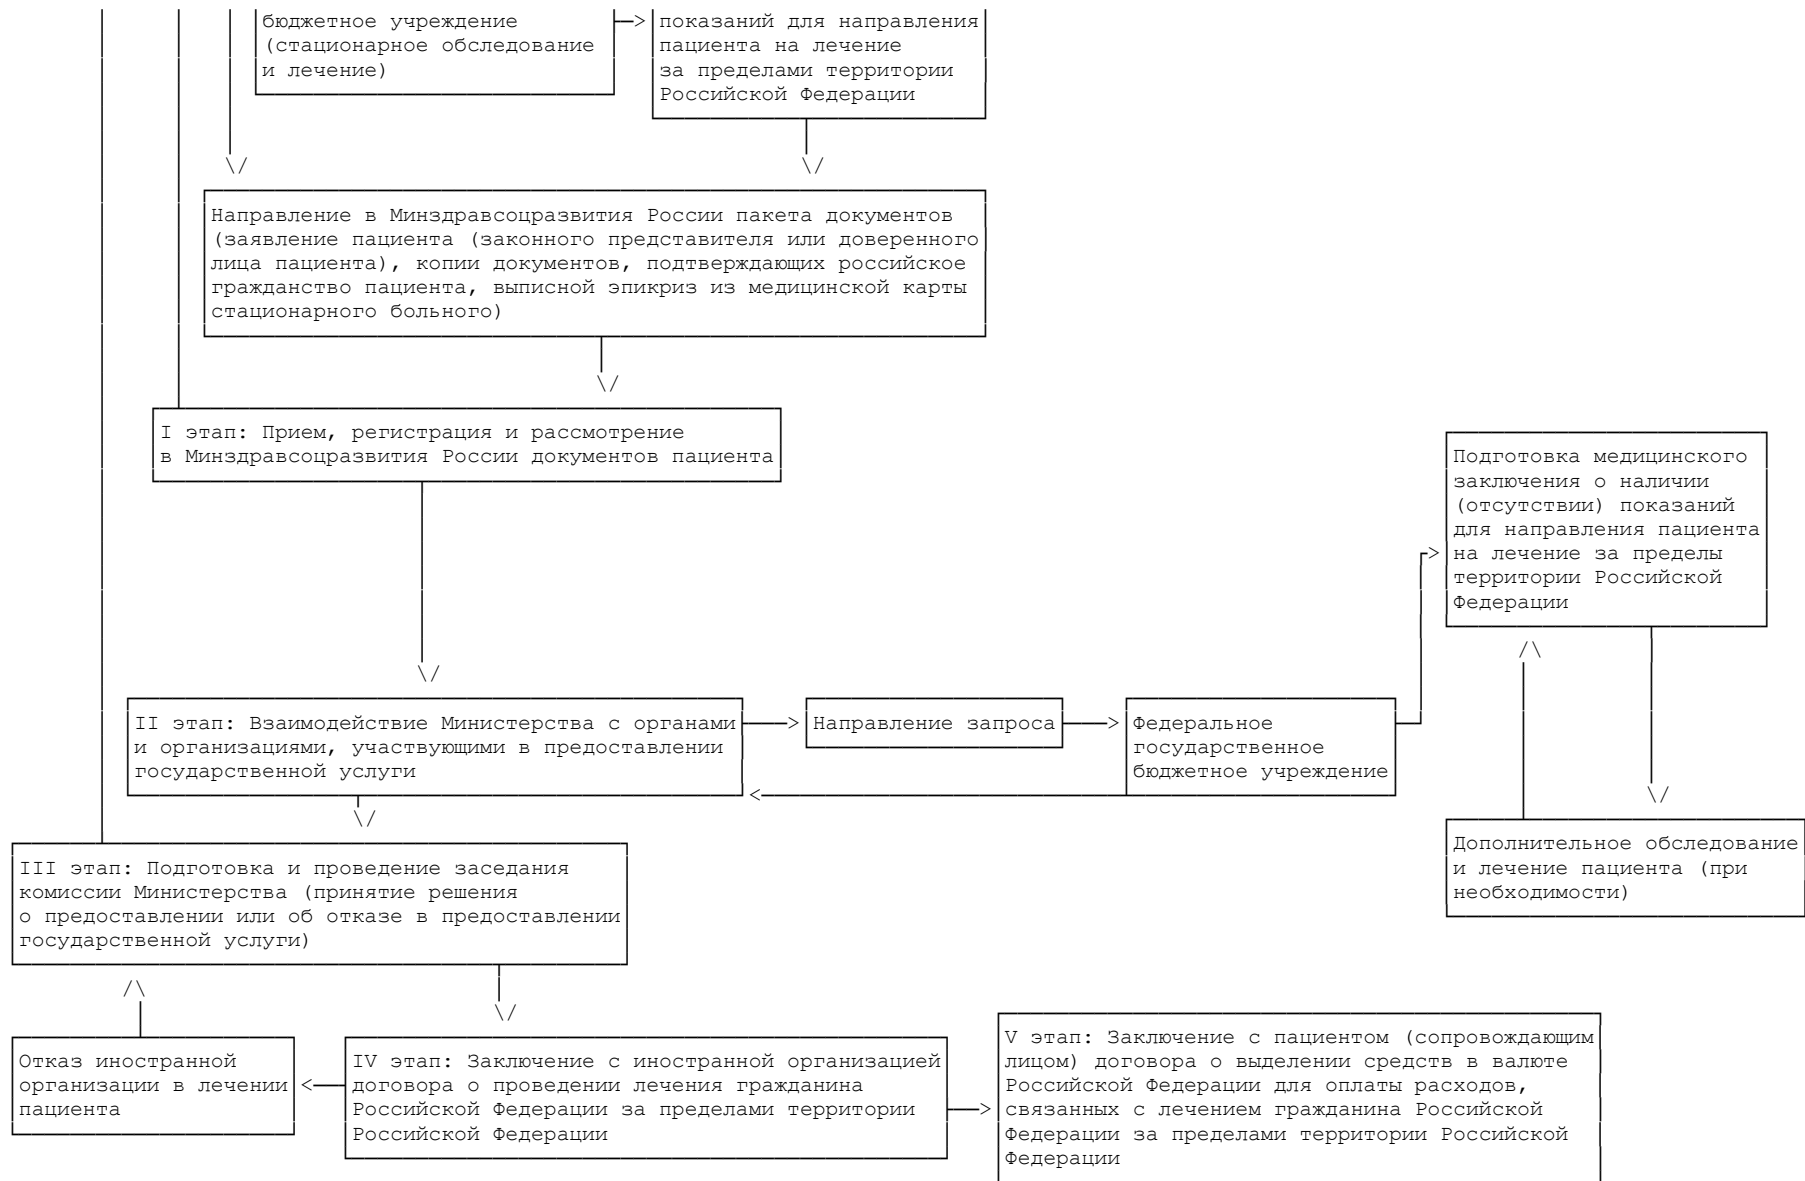 бюджетное учреждение
(стационарное обследование
и лечение)
показаний для направления
пациента на лечение
за пределами территории
Российской Федерации
Направление в Минздравсоцразвития России пакета документов
(заявление пациента (законного представителя или доверенного
лица пациента), копии документов, подтверждающих российское
гражданство пациента, выписной эпикриз из медицинской карты
стационарного больного)
I этап: Прием, регистрация и рассмотрение
в Минздравсоцразвития России документов пациента
Подготовка медицинского
заключения о наличии
(отсутствии) показаний
для направления пациента
на лечение за пределы
территории Российской
Федерации
II этап: Взаимодействие Министерства с органами
и организациями, участвующими в предоставлении
государственной услуги
Направление запроса
Федеральное
государственное
бюджетное учреждение
Дополнительное обследование
и лечение пациента (при
необходимости)
III этап: Подготовка и проведение заседания
комиссии Министерства (принятие решения
о предоставлении или об отказе в предоставлении
государственной услуги)
Отказ иностранной
организации в лечении
пациента
IV этап: Заключение с иностранной организацией
договора о проведении лечения гражданина
Российской Федерации за пределами территории
Российской Федерации
V этап: Заключение с пациентом (сопровождающим
лицом) договора о выделении средств в валюте
Российской Федерации для оплаты расходов,
связанных с лечением гражданина Российской
Федерации за пределами территории Российской
Федерации